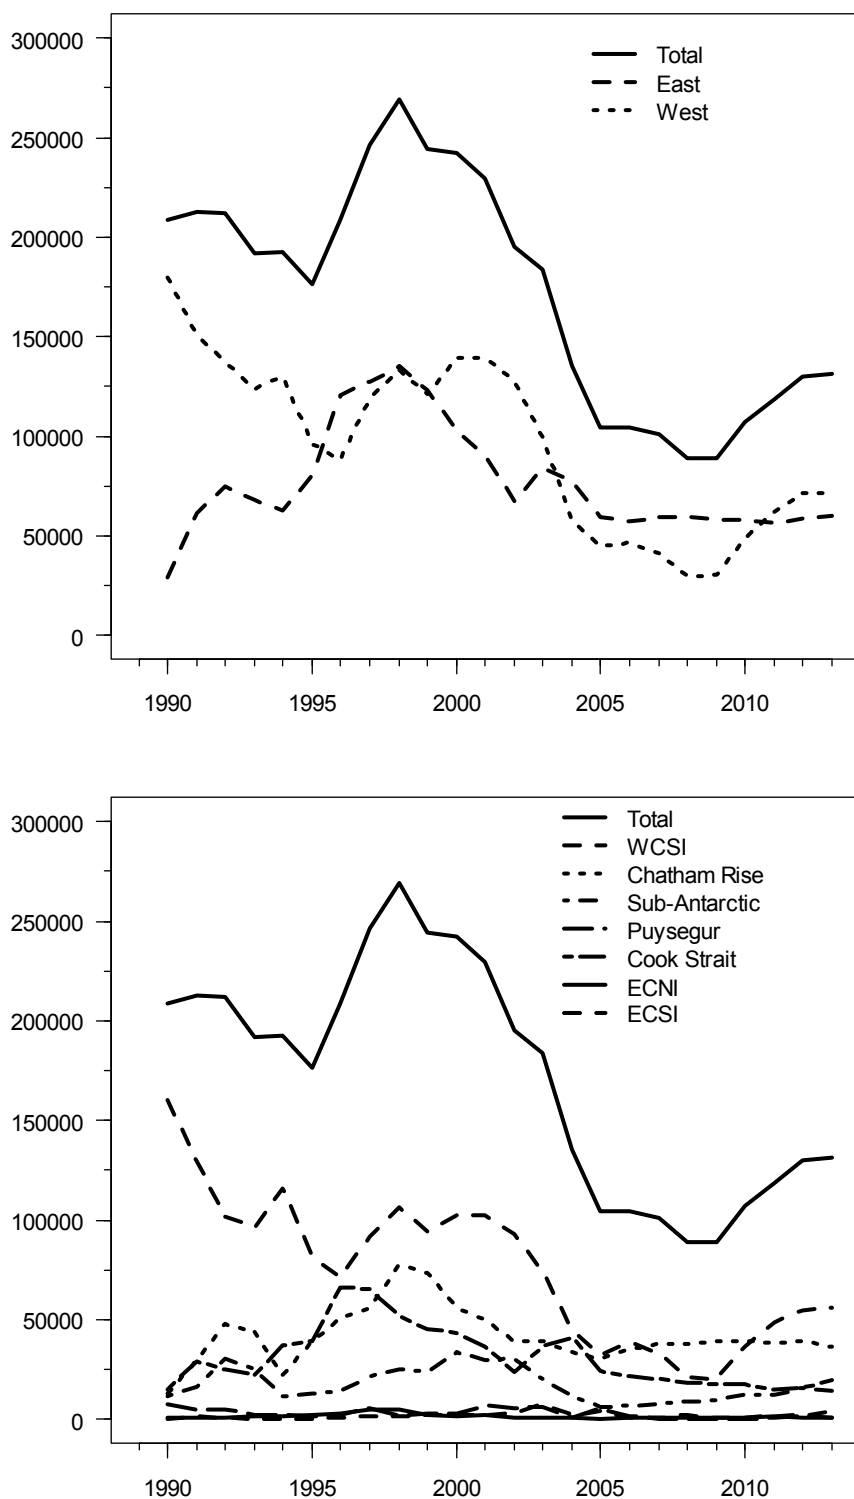 300000
250000
200000
150000
100000
50000
0
Total
East
West
1990 1995 2000 2005 2010
300000
250000
200000
150000
100000
50000
0
Total
WCSI
Chatham Rise
Sub-Antarctic
Puysegur
Cook Strait
ECNI
ECSI
1990 1995 2000 2005 2010